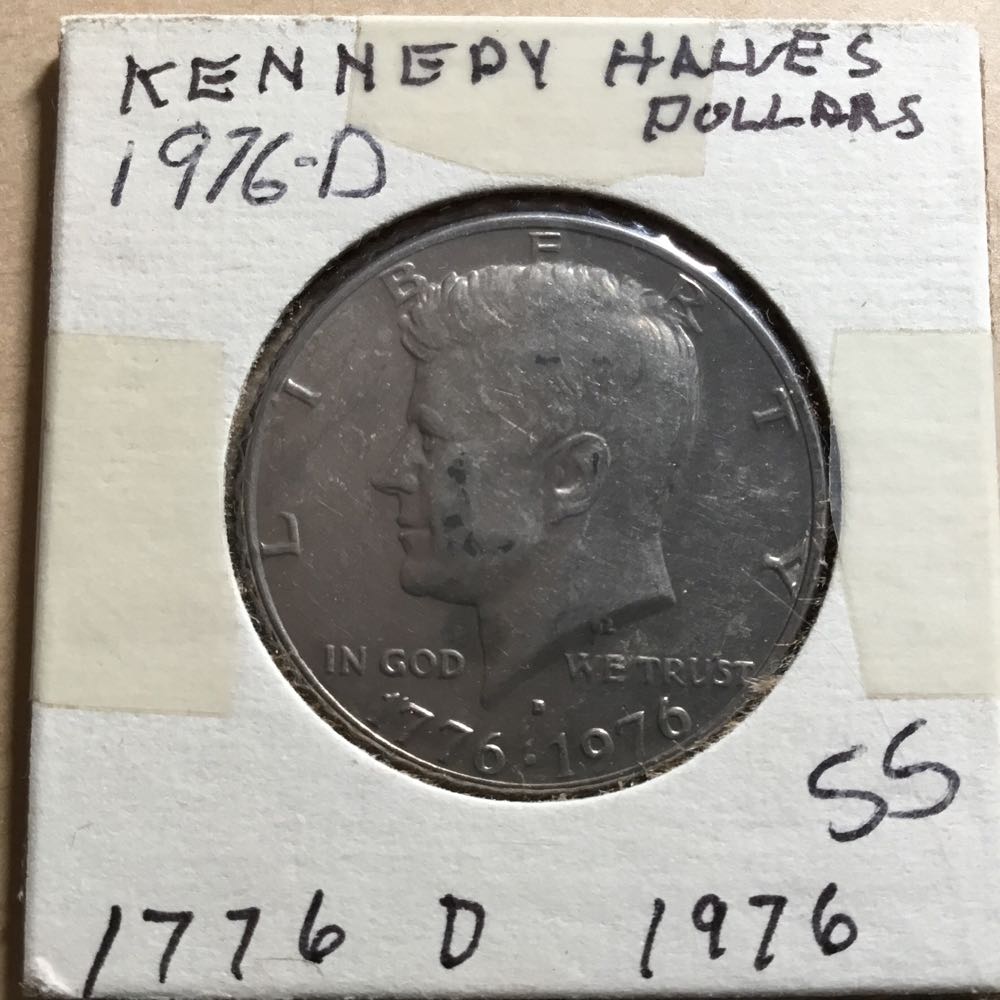 KENNEDY HALVES
DOLLARS
1976-D
LIBERTY
IN GOD WE TRUST
D
1776·1976
SS
1776 D 1976